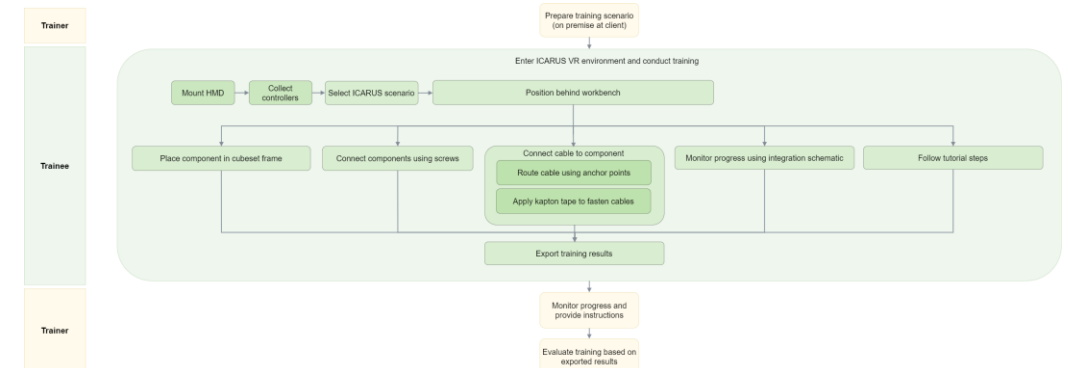 Trainer
Prepare training scenario
(on premise at client)
Trainee
Enter ICARUS VR environment and conduct training
Mount HMD
Collect
controllers
Select ICARUS scenario
Position behind workbench
Place component in cubeset frame
Connect components using screws
Connect cable to component
Route cable using anchor points
Apply kapton tape to fasten cables
Monitor progress using integration schematic
Follow tutorial steps
Export training results
Trainer
Monitor progress and
provide instructions
Evaluate training based on
exported results